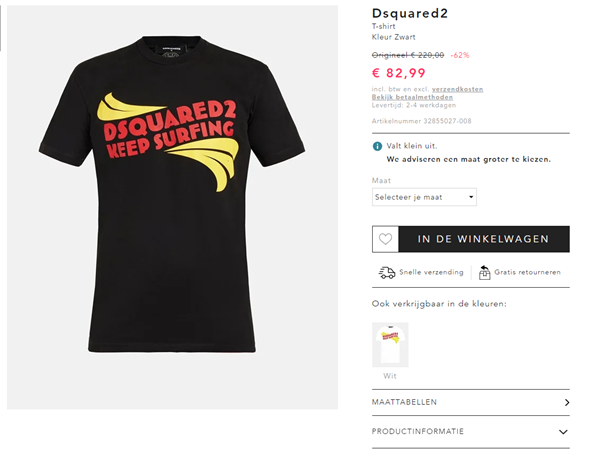 DSQUARED2
KEEP SURFING
Dsquared2
T-shirt
Kleur Zwart
Origineel € 220,00 -62%
€ 82,99
incl. btw en excl. verzendkosten
Bekijk betaalmethoden
Levertijd: 2-4 werkdagen
Artikelnummer 32855027-008
Valt klein uit.
We adviseren een maat groter te kiezen.
Maat
Selecteer je maat
IN DE WINKELWAGEN
Snelle verzending
Gratis retourneren
Ook verkrijgbaar in de kleuren:
Wit
MAATTABELLEN
PRODUCTINFORMATIE